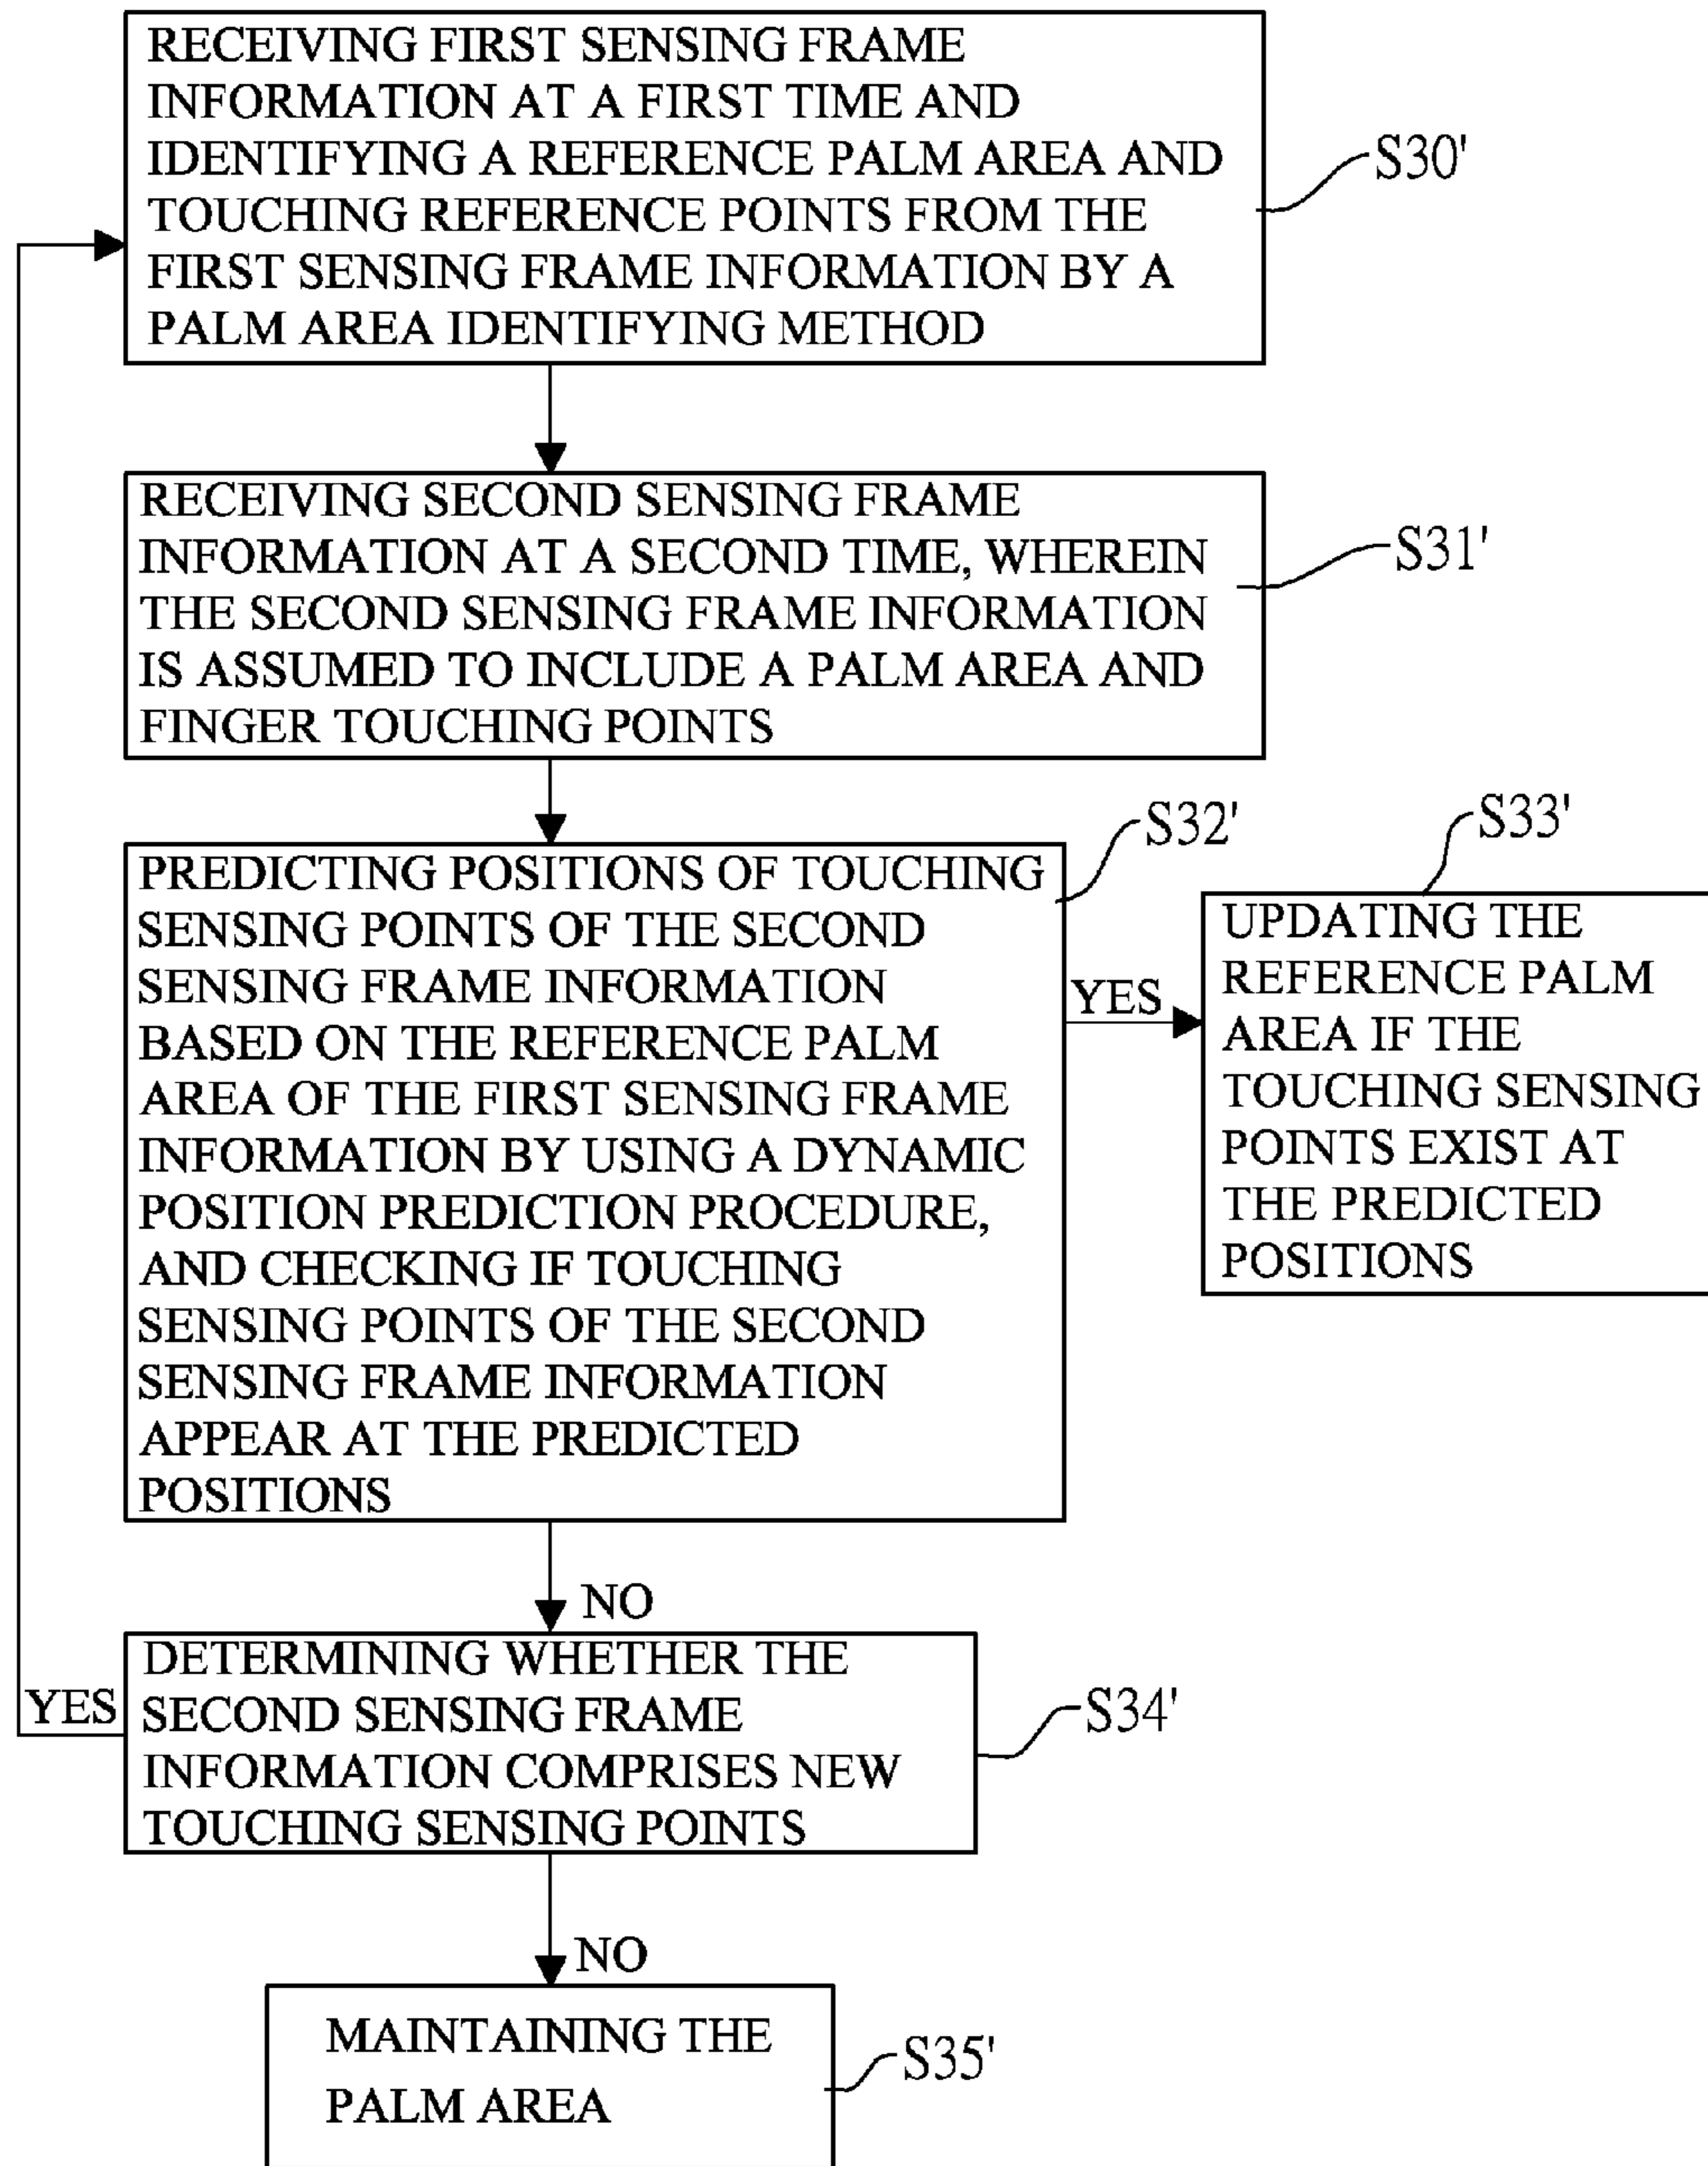 RECEIVING FIRST SENSING FRAME
INFORMATION AT A FIRST TIME AND
IDENTIFYING A REFERENCE PALM AREA AND
TOUCHING REFERENCE POINTS FROM THE
FIRST SENSING FRAME INFORMATION BY A
PALM AREA IDENTIFYING METHOD
S30'
RECEIVING SECOND SENSING FRAME
INFORMATION AT A SECOND TIME, WHEREIN
THE SECOND SENSING FRAME INFORMATION
IS ASSUMED TO INCLUDE A PALM AREA AND
FINGER TOUCHING POINTS
S31'
PREDICTING POSITIONS OF TOUCHING
SENSING POINTS OF THE SECOND
SENSING FRAME INFORMATION
BASED ON THE REFERENCE PALM
AREA OF THE FIRST SENSING FRAME
INFORMATION BY USING A DYNAMIC
POSITION PREDICTION PROCEDURE,
AND CHECKING IF TOUCHING
SENSING POINTS OF THE SECOND
SENSING FRAME INFORMATION
APPEAR AT THE PREDICTED
POSITIONS
S32'
YES
UPDATING THE
REFERENCE PALM
AREA IF THE
TOUCHING SENSING
POINTS EXIST AT
THE PREDICTED
POSITIONS
S33'
NO
DETERMINING WHETHER THE
SECOND SENSING FRAME
INFORMATION COMPRISES NEW
TOUCHING SENSING POINTS
S34'
YES
NO
MAINTAINING THE
PALM AREA
S35'